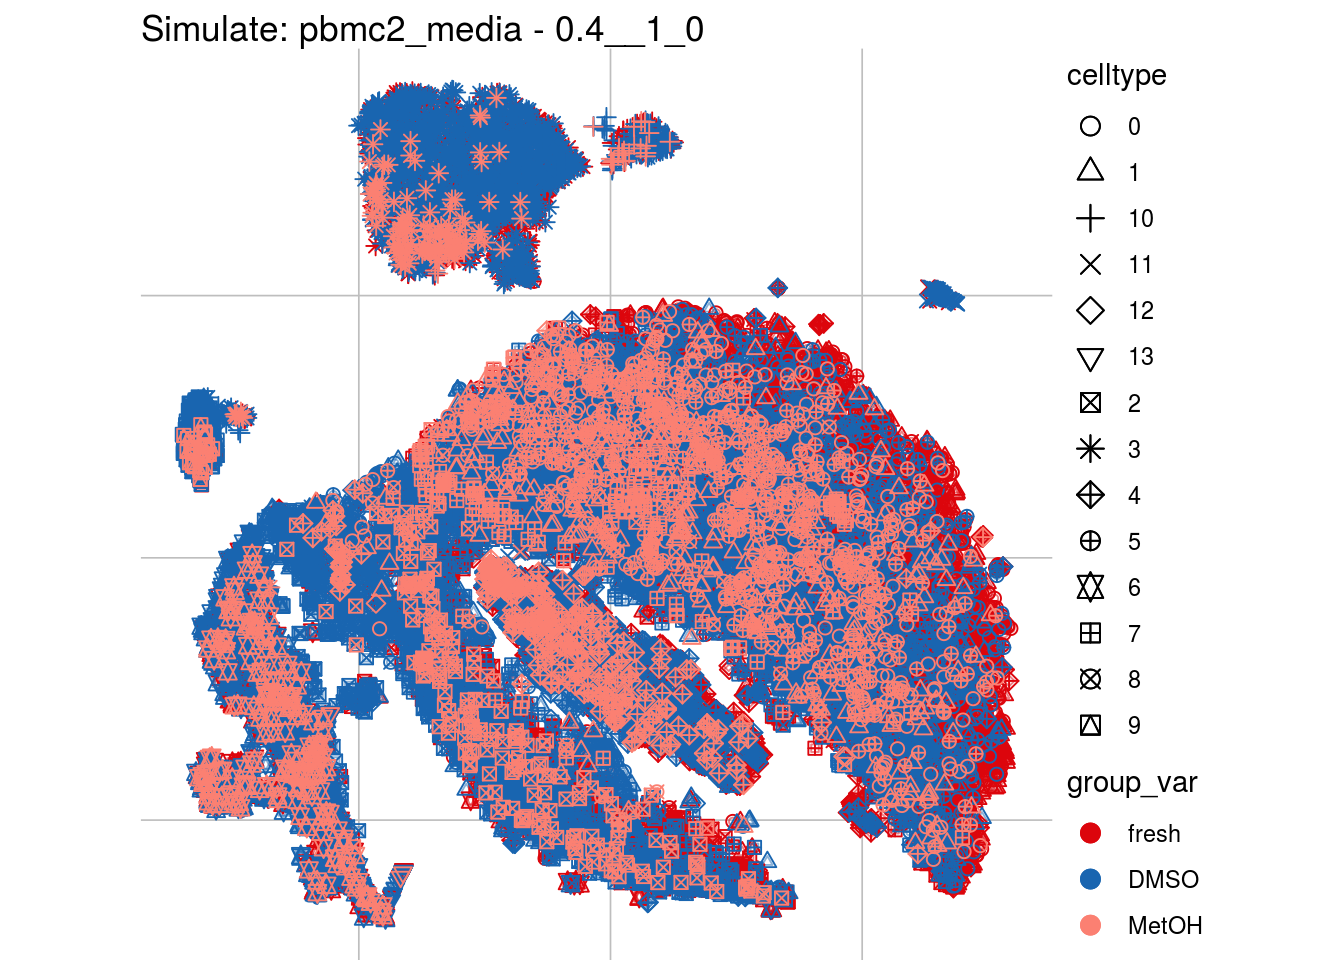 Simulate: pbmc2_media - 0.4__1_0
celltype
0
1
10
11
12
13
2
3
4
5
6
7
8
9
group_var
fresh
DMSO
MetOH